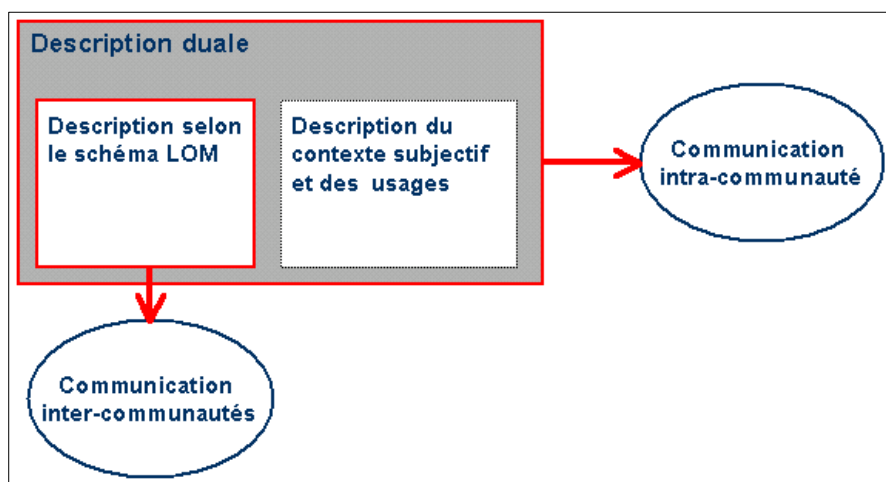 Description duale
Description selon
le schéma LOM
Description du
contexte subjectif
et des usages
Communication
intra-communauté
Communication
inter-communautés